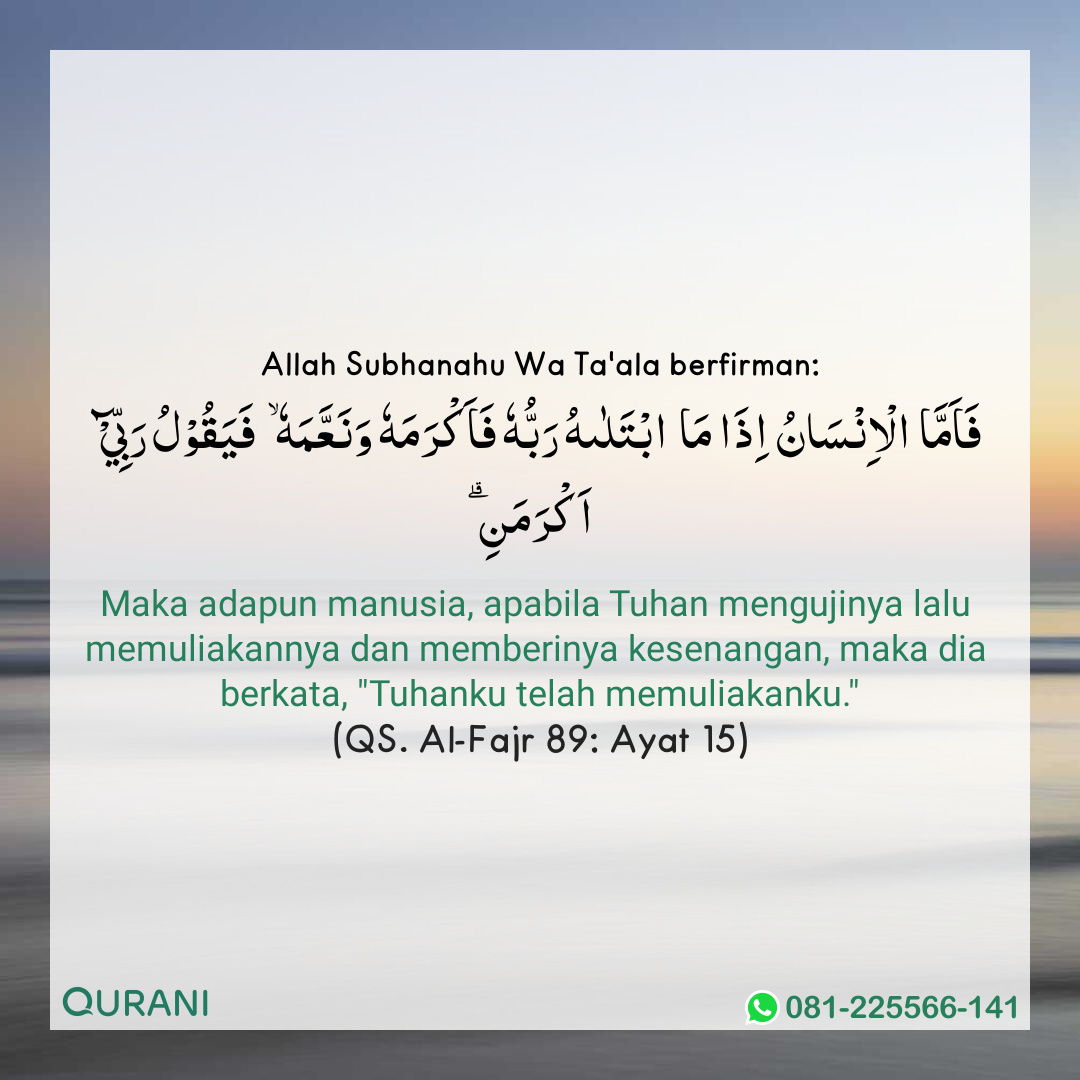 Allah Subhanahu Wa Ta'ala berfirman:
فَاَمَّا الْاِنْسَانُ اِذَا مَا ابْتَلٰىهُ رَبُّهٗ فَاَكْرَمَهٗ وَنَعَّمَهٗ ۙ فَيَقُوْلُ رَبِّيْٓ
اَكْرَمَنِ ۗ
Maka adapun manusia, apabila Tuhan mengujinya lalu
memuliakannya dan memberinya kesenangan, maka dia
berkata, "Tuhanku telah memuliakanku."
(QS. Al-Fajr 89: Ayat 15)
QURANI
081-225566-141